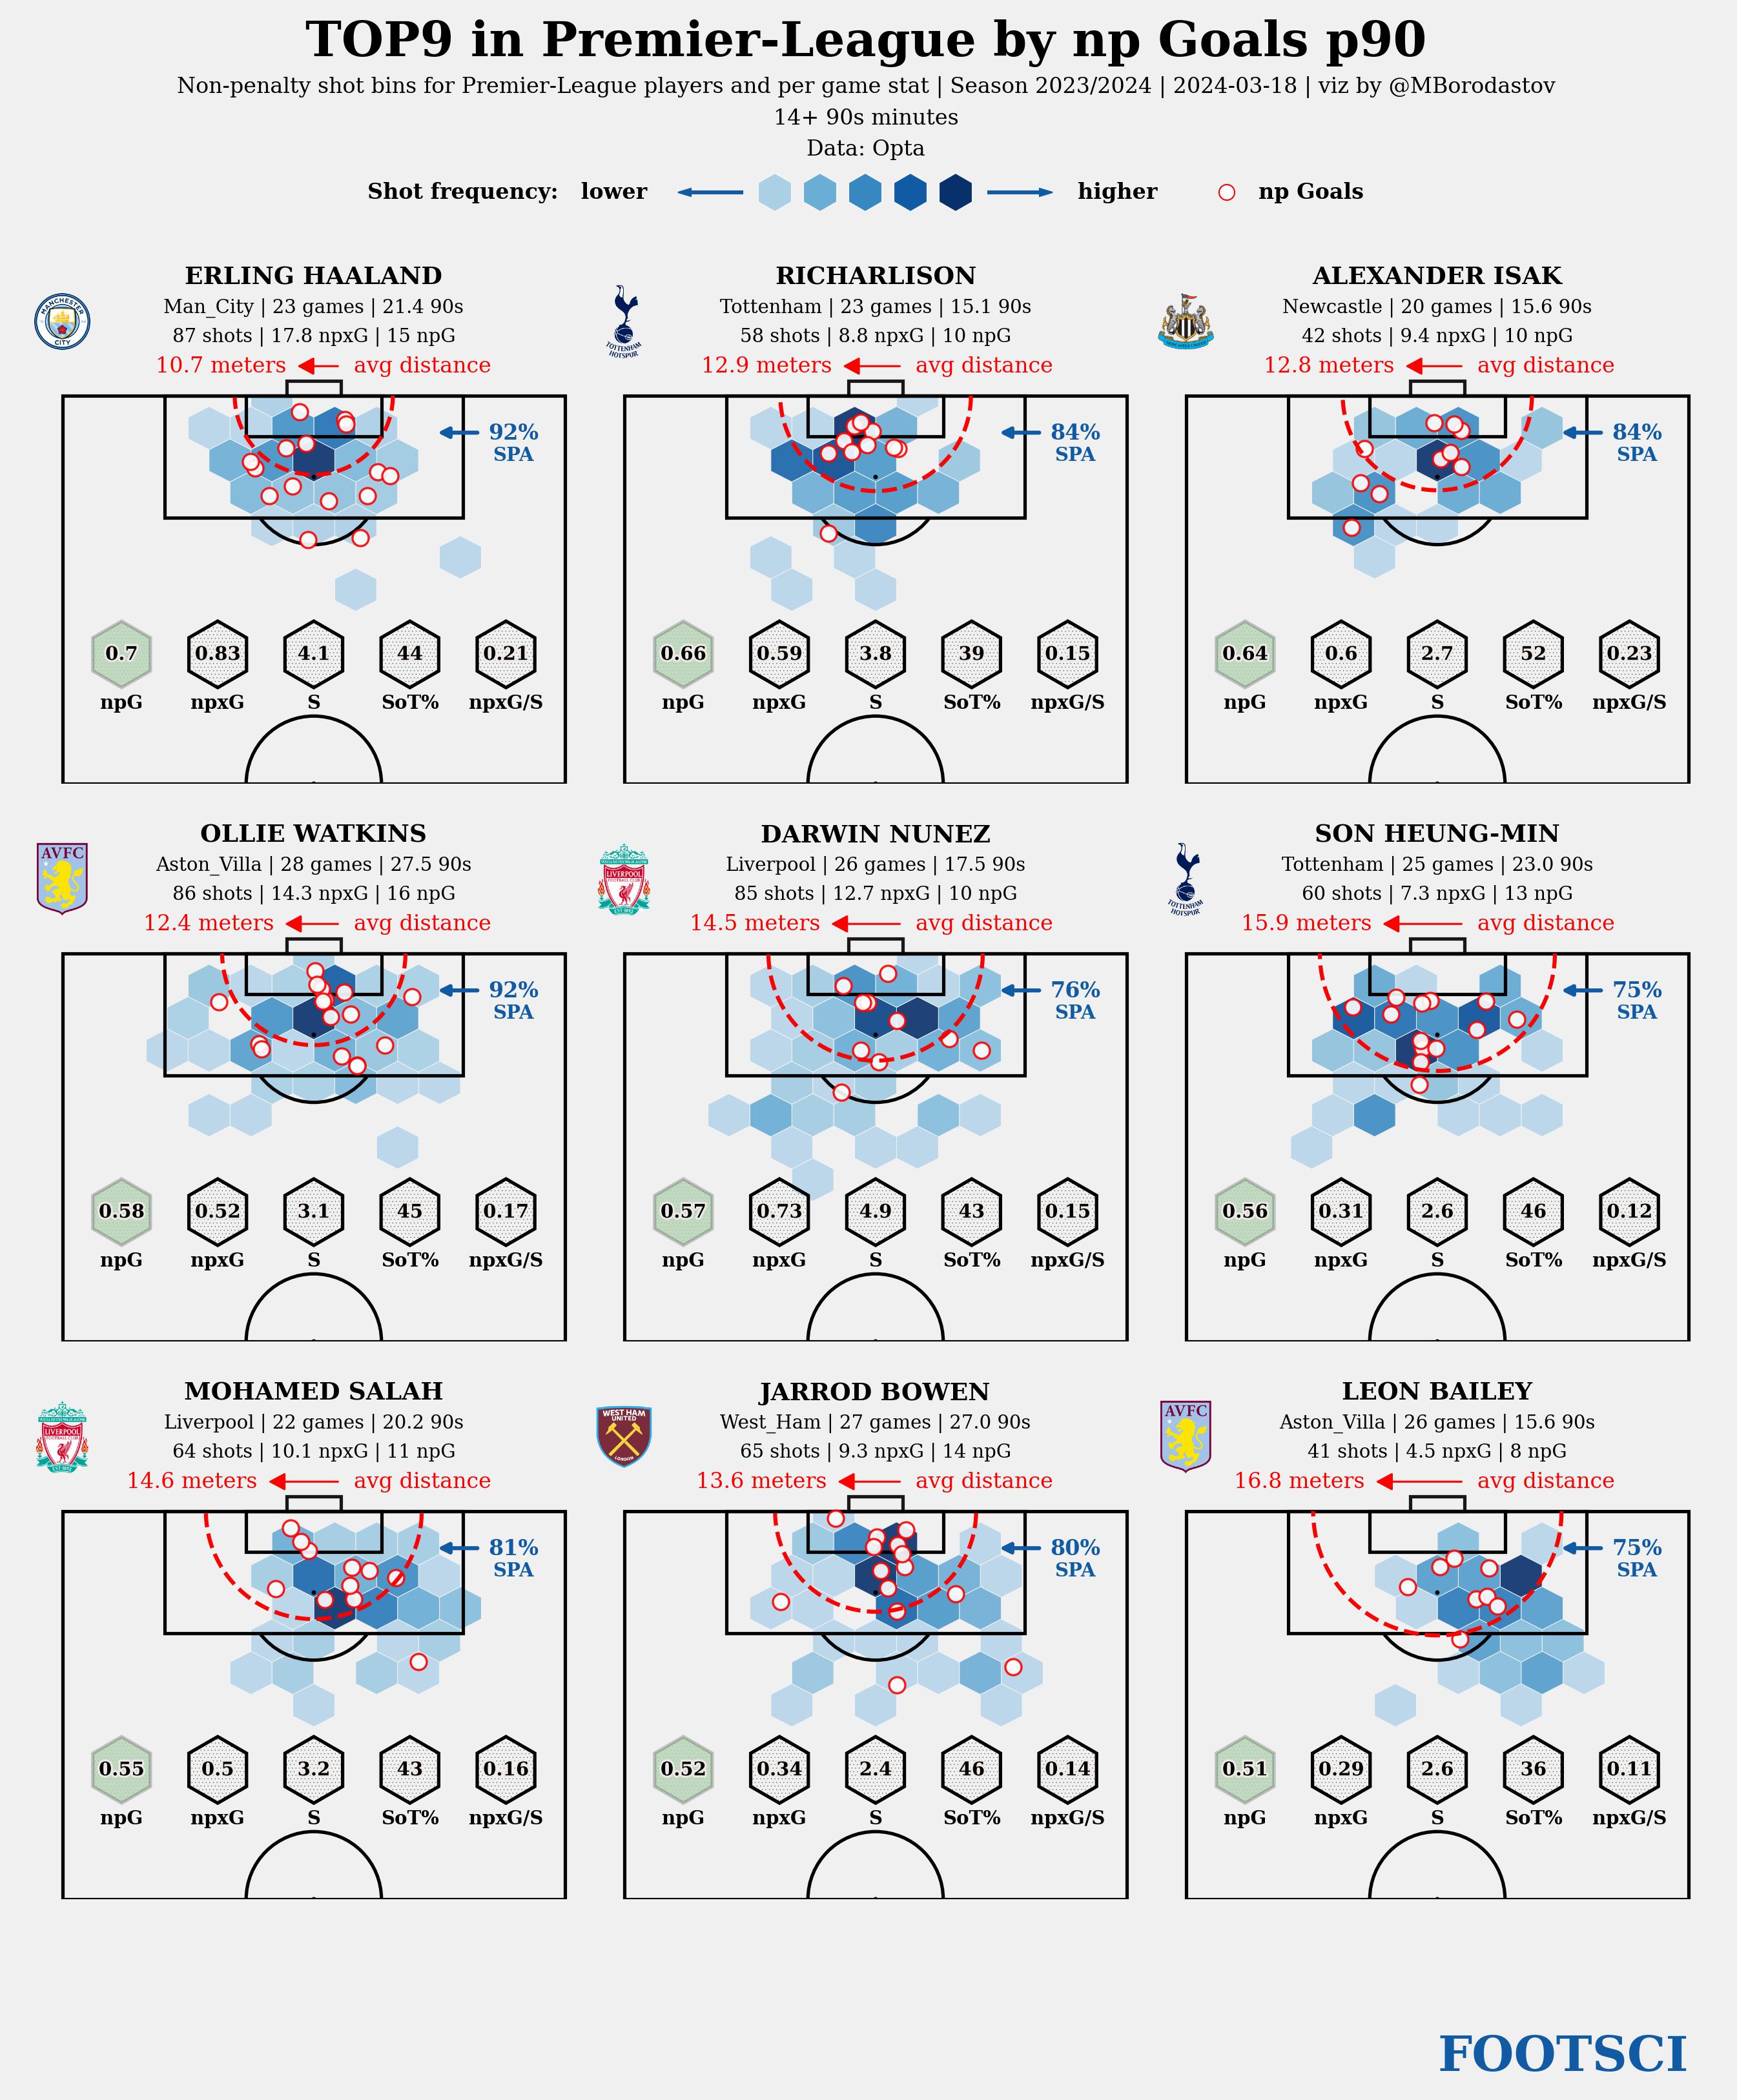 TOP9 in Premier-League by np Goals p90
Non-penalty shot bins for Premier-League players and per game stat | Season 2023/2024 | 2024-03-18 | viz by @MBorodastov
14+ 90s minutes
Data: Opta
Shot frequency: lower higher np Goals
ERLING HAALAND
Man_City | 23 games | 21.4 90s
87 shots | 17.8 npxG | 15 npG
10.7 meters avg distance
MANCHESTER
CITY
92%
SPA
0.7 0.83 4.1 44 0.21
npG npxG S SoT% npxG/S
RICHARLISON
Tottenham | 23 games | 15.1 90s
58 shots | 8.8 npxG | 10 npG
12.9 meters avg distance
TOTTENHAM
HOTSPUR
84%
SPA
0.66 0.59 3.8 39 0.15
npG npxG S SoT% npxG/S
ALEXANDER ISAK
Newcastle | 20 games | 15.6 90s
42 shots | 9.4 npxG | 10 npG
12.8 meters avg distance
84%
SPA
0.64 0.6 2.7 52 0.23
npG npxG S SoT% npxG/S
OLLIE WATKINS
Aston_Villa | 28 games | 27.5 90s
86 shots | 14.3 npxG | 16 npG
12.4 meters avg distance
AVFC
92%
SPA
0.58 0.52 3.1 45 0.17
npG npxG S SoT% npxG/S
DARWIN NUNEZ
Liverpool | 26 games | 17.5 90s
85 shots | 12.7 npxG | 10 npG
14.5 meters avg distance
LIVERPOOL
76%
SPA
0.57 0.73 4.9 43 0.15
npG npxG S SoT% npxG/S
SON HEUNG-MIN
Tottenham | 25 games | 23.0 90s
60 shots | 7.3 npxG | 13 npG
15.9 meters avg distance
TOTTENHAM
HOTSPUR
75%
SPA
0.56 0.31 2.6 46 0.12
npG npxG S SoT% npxG/S
MOHAMED SALAH
Liverpool | 22 games | 20.2 90s
64 shots | 10.1 npxG | 11 npG
14.6 meters avg distance
LIVERPOOL
81%
SPA
0.55 0.5 3.2 43 0.16
npG npxG S SoT% npxG/S
JARROD BOWEN
West_Ham | 27 games | 27.0 90s
65 shots | 9.3 npxG | 14 npG
13.6 meters avg distance
WEST HAM
UNITED
LONDON
80%
SPA
0.52 0.34 2.4 46 0.14
npG npxG S SoT% npxG/S
LEON BAILEY
Aston_Villa | 26 games | 15.6 90s
41 shots | 4.5 npxG | 8 npG
16.8 meters avg distance
AVFC
75%
SPA
0.51 0.29 2.6 36 0.11
npG npxG S SoT% npxG/S
FOOTSCI